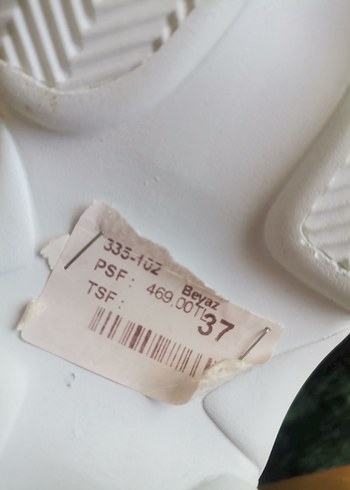 335-102
Beyaz
PSF : 469.00TL
TSF :
37